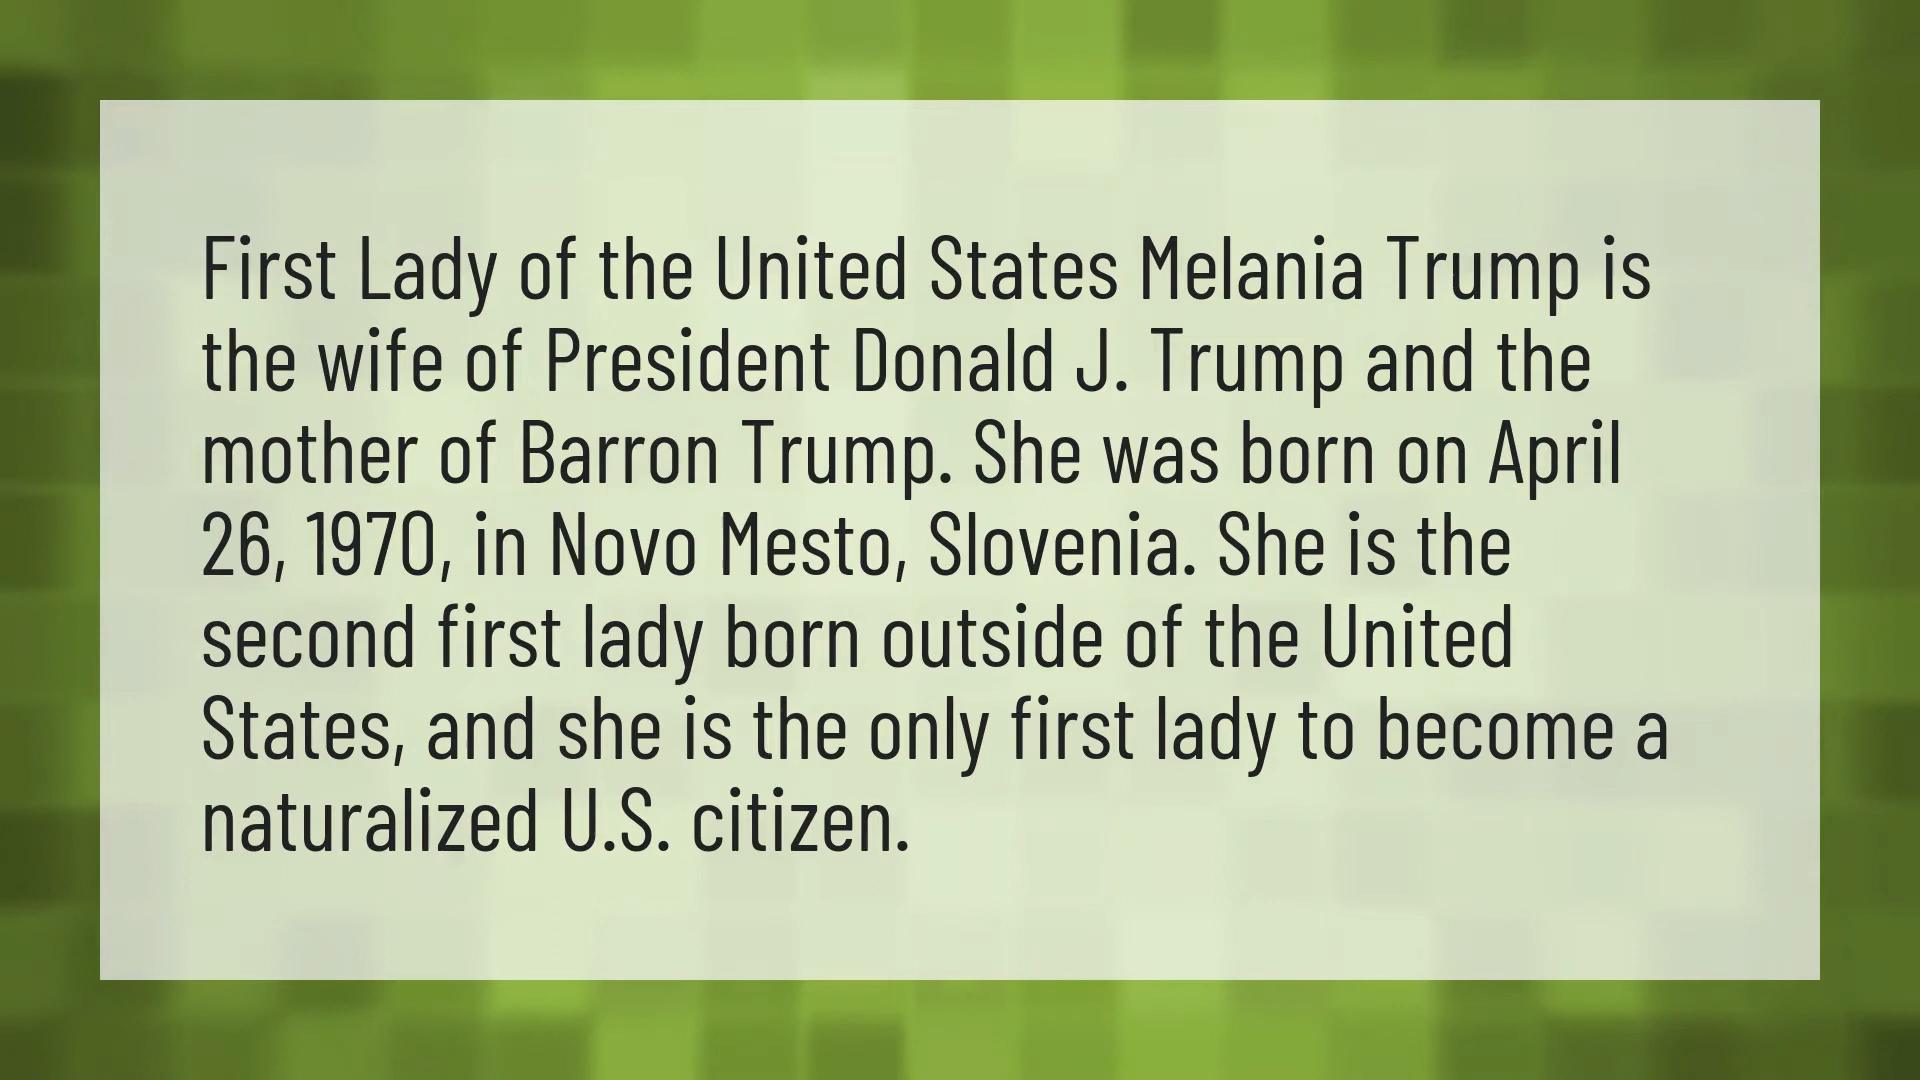 First Lady of the United States Melania Trump is
the wife of President Donald J. Trump and the
mother of Barron Trump. She was born on April
26, 1970, in Novo Mesto, Slovenia. She is the
second first lady born outside of the United
States, and she is the only first lady to become a
naturalized U.S. citizen.